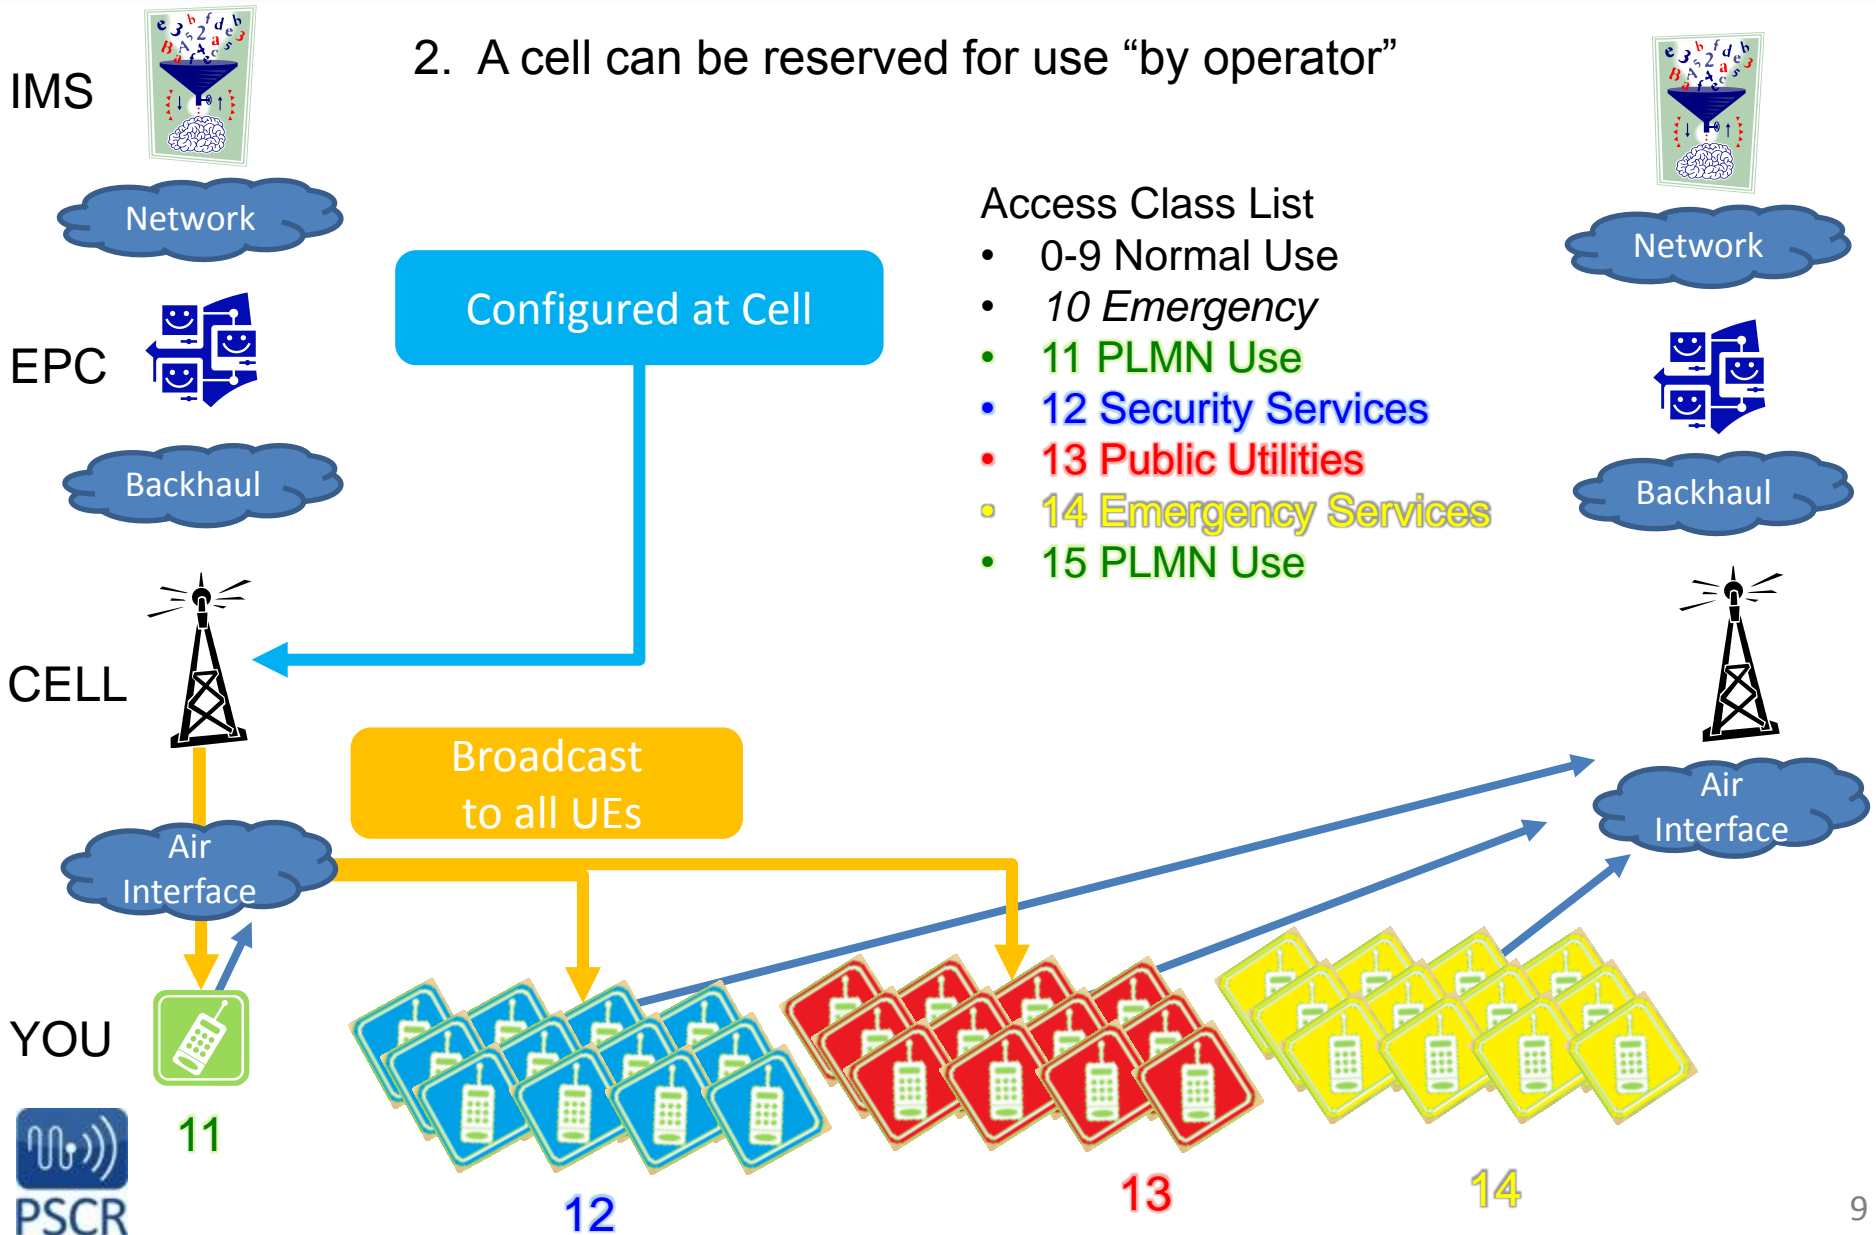 2. A cell can be reserved for use “by operator”
IMS
Network
EPC
Backhaul
CELL
Air
Interface
YOU
11
PSCR
Configured at Cell
Broadcast
to all UEs
Access Class List
• 0-9 Normal Use
• 10 Emergency
• 11 PLMN Use
• 12 Security Services
• 13 Public Utilities
• 14 Emergency Services
• 15 PLMN Use
Network
Backhaul
Air
Interface
12
13
14
9